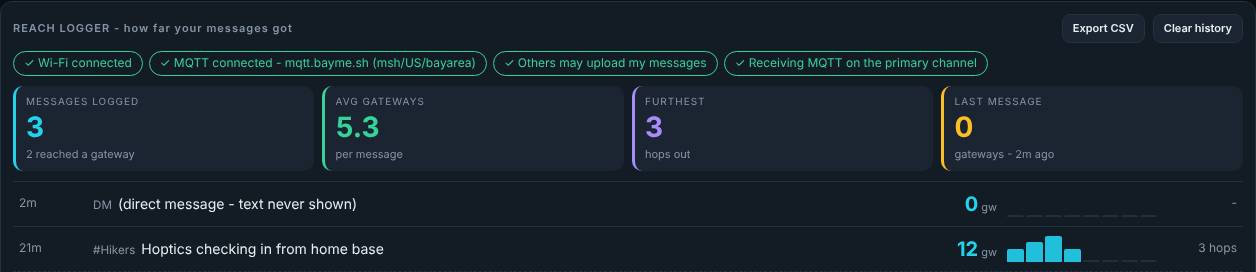 REACH LOGGER - how far your messages got
Export CSV
Clear history
✓ Wi-Fi connected
✓ MQTT connected - mqtt.bayme.sh (msh/US/bayarea)
✓ Others may upload my messages
✓ Receiving MQTT on the primary channel
MESSAGES LOGGED
3
2 reached a gateway
AVG GATEWAYS
5.3
per message
FURTHEST
3
hops out
LAST MESSAGE
0
gateways - 2m ago
2m DM (direct message - text never shown) 0 gw -
21m #Hikers Hoptics checking in from home base 12 gw 3 hops